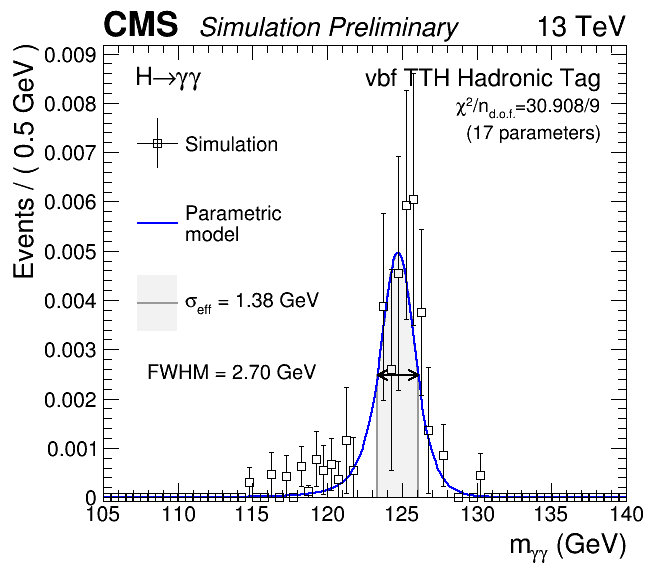 CMS Simulation Preliminary 13 TeV
Events / ( 0.5 GeV )
0.009
0.008
0.007
0.006
0.005
0.004
0.003
0.002
0.001
0
H→γγ
vbf TTH Hadronic Tag
χ²/n_d.o.f.=30.908/9
(17 parameters)
Simulation
Parametric
model
σ_eff = 1.38 GeV
FWHM = 2.70 GeV
105 110 115 120 125 130 135 140
m_γγ (GeV)